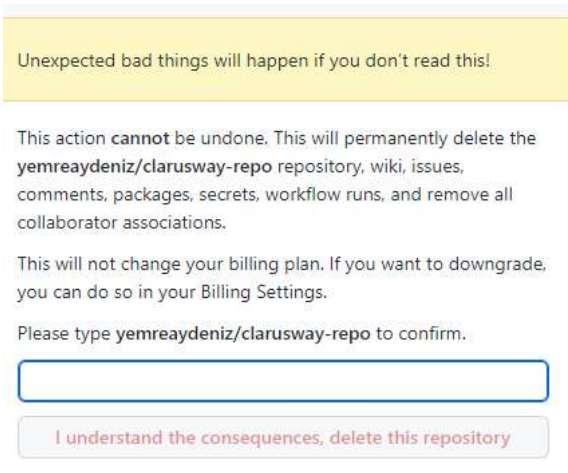 Unexpected bad things will happen if you don't read this!
This action cannot be undone. This will permanently delete the
yemreaydeniz/clarusway-repo repository, wiki, issues,
comments, packages, secrets, workflow runs, and remove all
collaborator associations.
This will not change your billing plan. If you want to downgrade,
you can do so in your Billing Settings.
Please type yemreaydeniz/clarusway-repo to confirm.
I understand the consequences, delete this repository